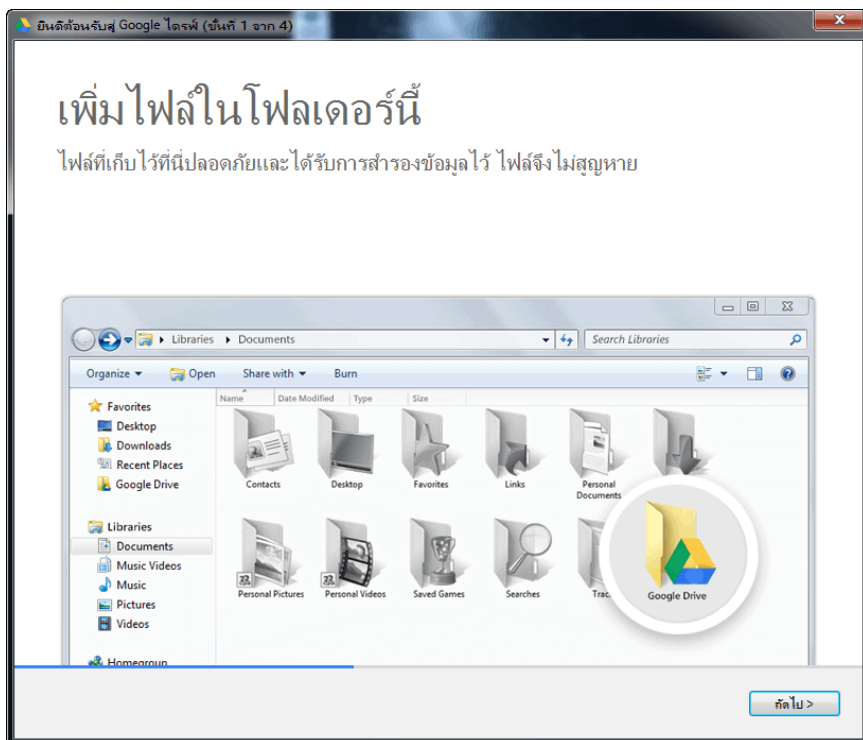 ยินดีต้อนรับสู่ Google ไดรฟ์ (ขั้นที่ 1 จาก 4)
เพิ่มไฟล์ในโฟลเดอร์นี้
ไฟล์ที่เก็บไว้ที่นี่ปลอดภัยและได้รับการสำรองข้อมูลไว้ ไฟล์จึงไม่สูญหาย
Libraries Documents Search Libraries
Organize Open Share with Burn
Favorites
Desktop
Downloads
Recent Places
Google Drive
Libraries
Documents
Music Videos
Music
Pictures
Videos
Homegroup
Name Date Modified Type Size
Contacts Desktop Favorites Links Personal
Documents
Personal Pictures Personal Videos Saved Games Searches Google Drive
ถัดไป >